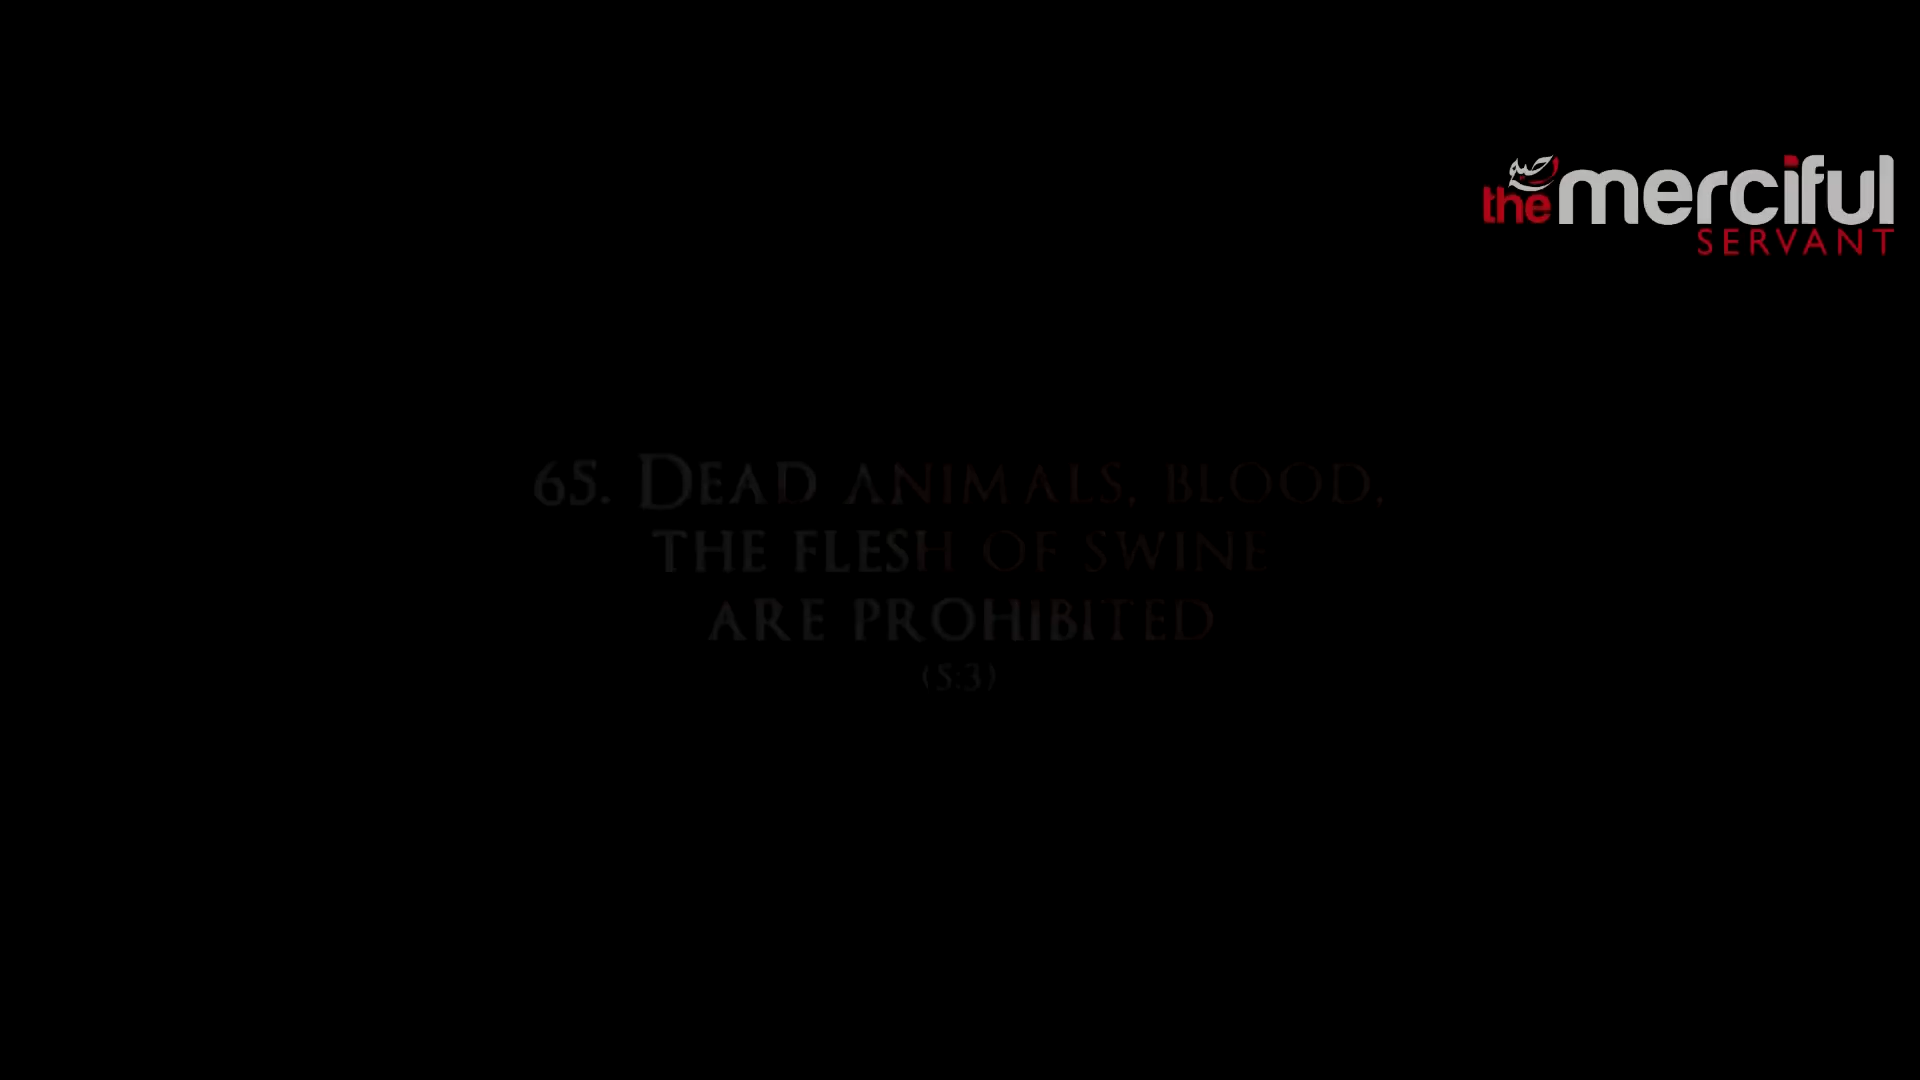 the merciful
SERVANT
65. DEAD ANIMALS, BLOOD,
THE FLESH OF SWINE
ARE PROHIBITED
(5:3)